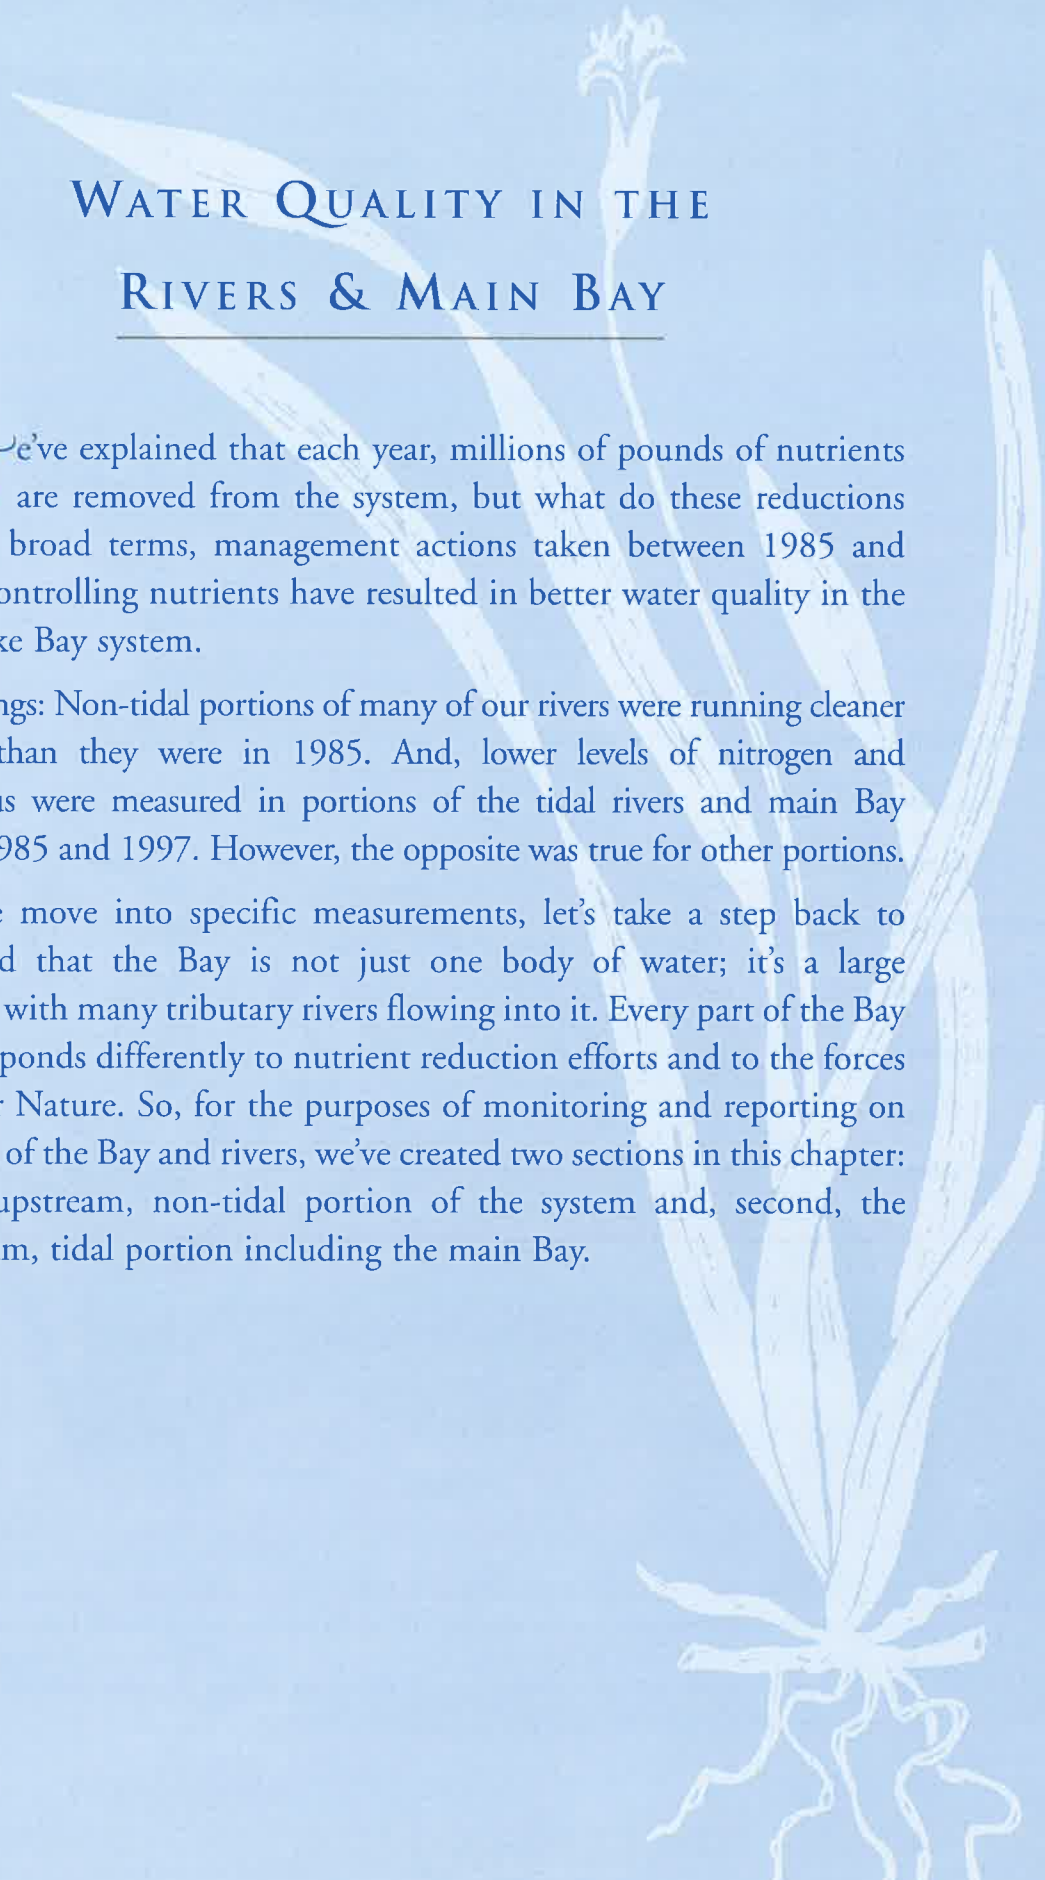 WATER QUALITY IN THE
RIVERS & MAIN BAY
e've explained that each year, millions of pounds of nutrients
are removed from the system, but what do these reductions
broad terms, management actions taken between 1985 and
ontrolling nutrients have resulted in better water quality in the
ke Bay system.
ngs: Non-tidal portions of many of our rivers were running cleaner
than they were in 1985. And, lower levels of nitrogen and
us were measured in portions of the tidal rivers and main Bay
985 and 1997. However, the opposite was true for other portions.
e move into specific measurements, let's take a step back to
d that the Bay is not just one body of water; it's a large
with many tributary rivers flowing into it. Every part of the Bay
ponds differently to nutrient reduction efforts and to the forces
r Nature. So, for the purposes of monitoring and reporting on
of the Bay and rivers, we've created two sections in this chapter:
upstream, non-tidal portion of the system and, second, the
m, tidal portion including the main Bay.